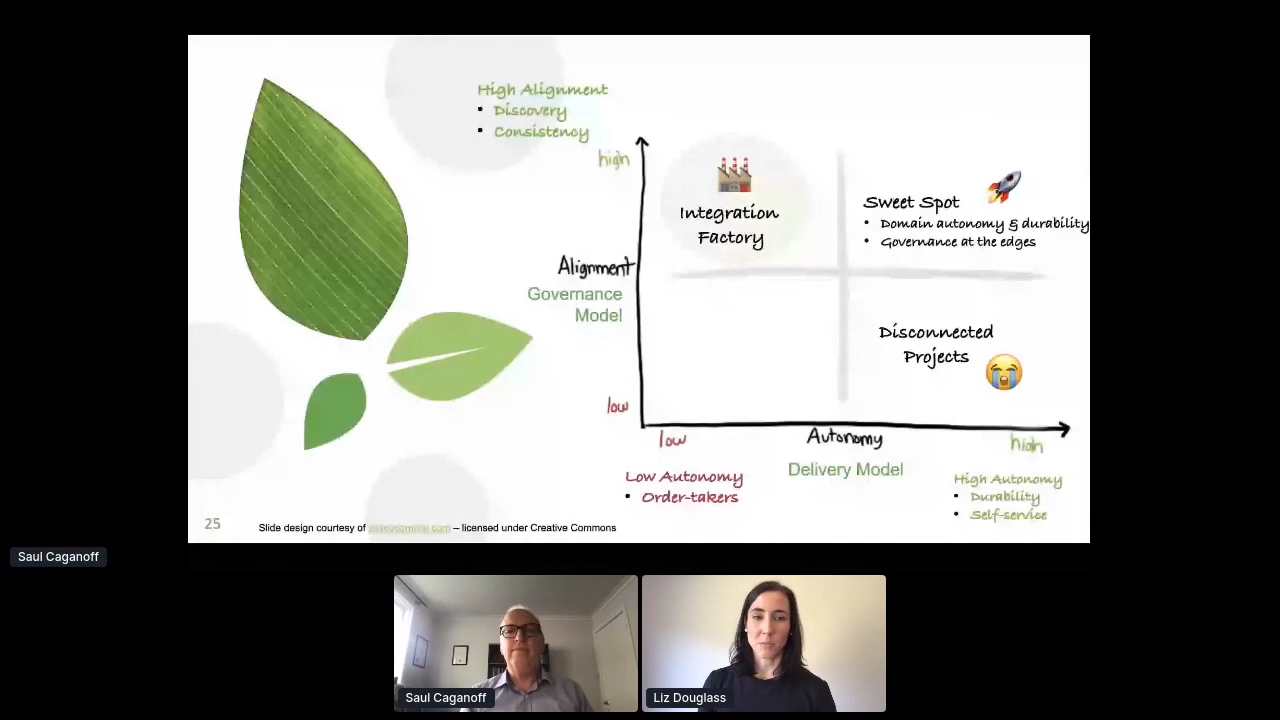 High Alignment
• Discovery
• Consistency
high
Integration
Factory
Sweet Spot
• Domain autonomy & durability
• Governance at the edges
Alignment
Governance
Model
Disconnected
Projects
low
low
Autonomy
high
Delivery Model
Low Autonomy
• Order-takers
High Autonomy
• Durability
• Self-service
25
Slide design courtesy of – licensed under Creative Commons
Saul Caganoff
Saul Caganoff
Liz Douglass